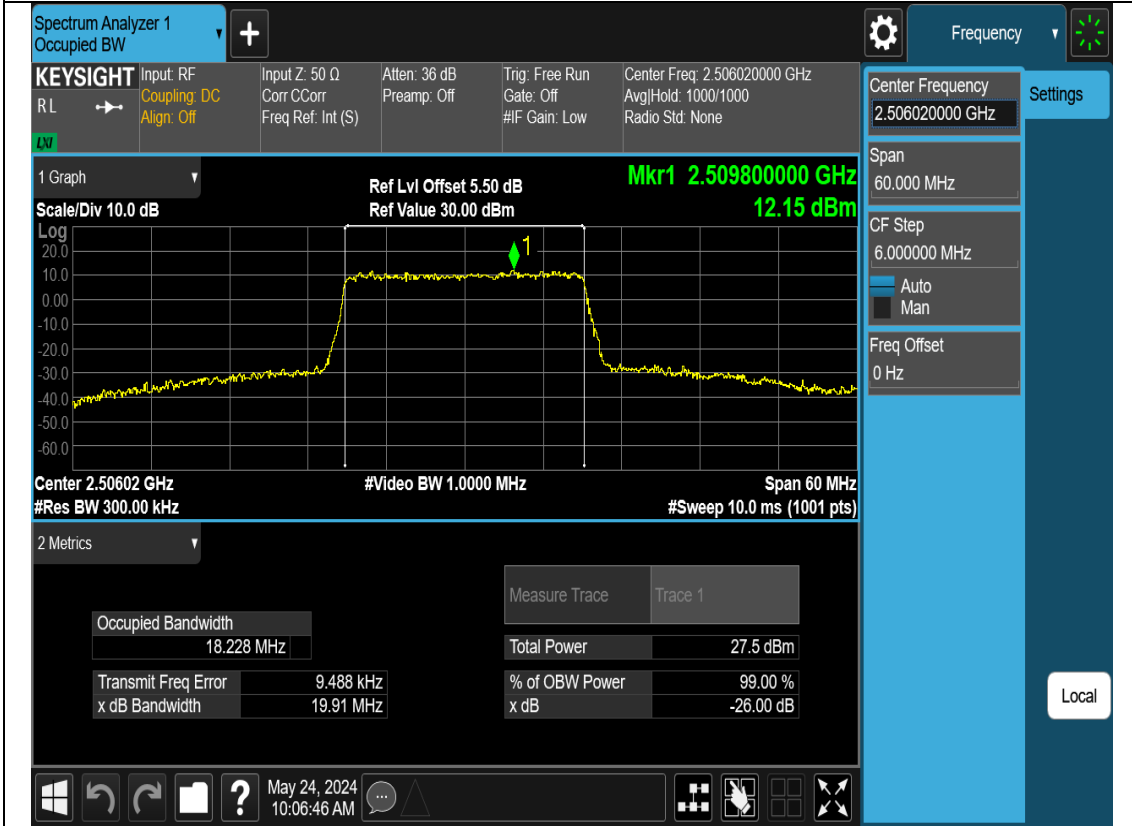 Spectrum Analyzer 1
Occupied BW
+
Frequency
KEYSIGHT
R L
LXI
Input: RF
Coupling: DC
Align: Off
Input Z: 50 Ω
Corr CCorr
Freq Ref: Int (S)
Atten: 36 dB
Preamp: Off
Trig: Free Run
Gate: Off
#IF Gain: Low
Center Freq: 2.506020000 GHz
Avg|Hold: 1000/1000
Radio Std: None
Center Frequency
2.506020000 GHz
Settings
Span
60.000 MHz
CF Step
6.000000 MHz
Auto
Man
Freq Offset
0 Hz
Local
1 Graph
Scale/Div 10.0 dB
Ref Lvl Offset 5.50 dB
Ref Value 30.00 dBm
Mkr1 2.509800000 GHz
12.15 dBm
Log
20.0
10.0
0.00
-10.0
-20.0
-30.0
-40.0
-50.0
-60.0
1
Center 2.50602 GHz
#Res BW 300.00 kHz
#Video BW 1.0000 MHz
Span 60 MHz
#Sweep 10.0 ms (1001 pts)
2 Metrics
Measure Trace Trace 1
Occupied Bandwidth
18.228 MHz
Total Power 27.5 dBm
Transmit Freq Error 9.488 kHz
% of OBW Power 99.00 %
x dB Bandwidth 19.91 MHz
x dB -26.00 dB
?
May 24, 2024
10:06:46 AM